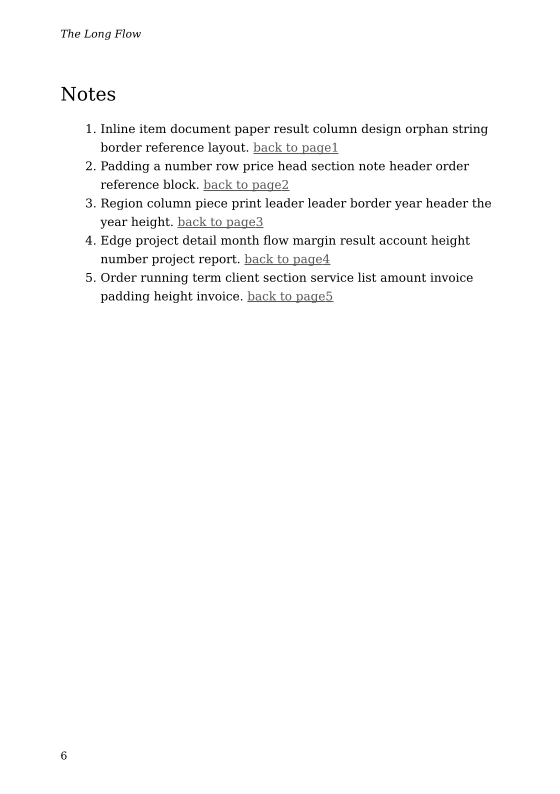 The Long Flow
Notes
1. Inline item document paper result column design orphan string
border reference layout. back to page1
2. Padding a number row price head section note header order
reference block. back to page2
3. Region column piece print leader leader border year header the
year height. back to page3
4. Edge project detail month flow margin result account height
number project report. back to page4
5. Order running term client section service list amount invoice
padding height invoice. back to page5
6